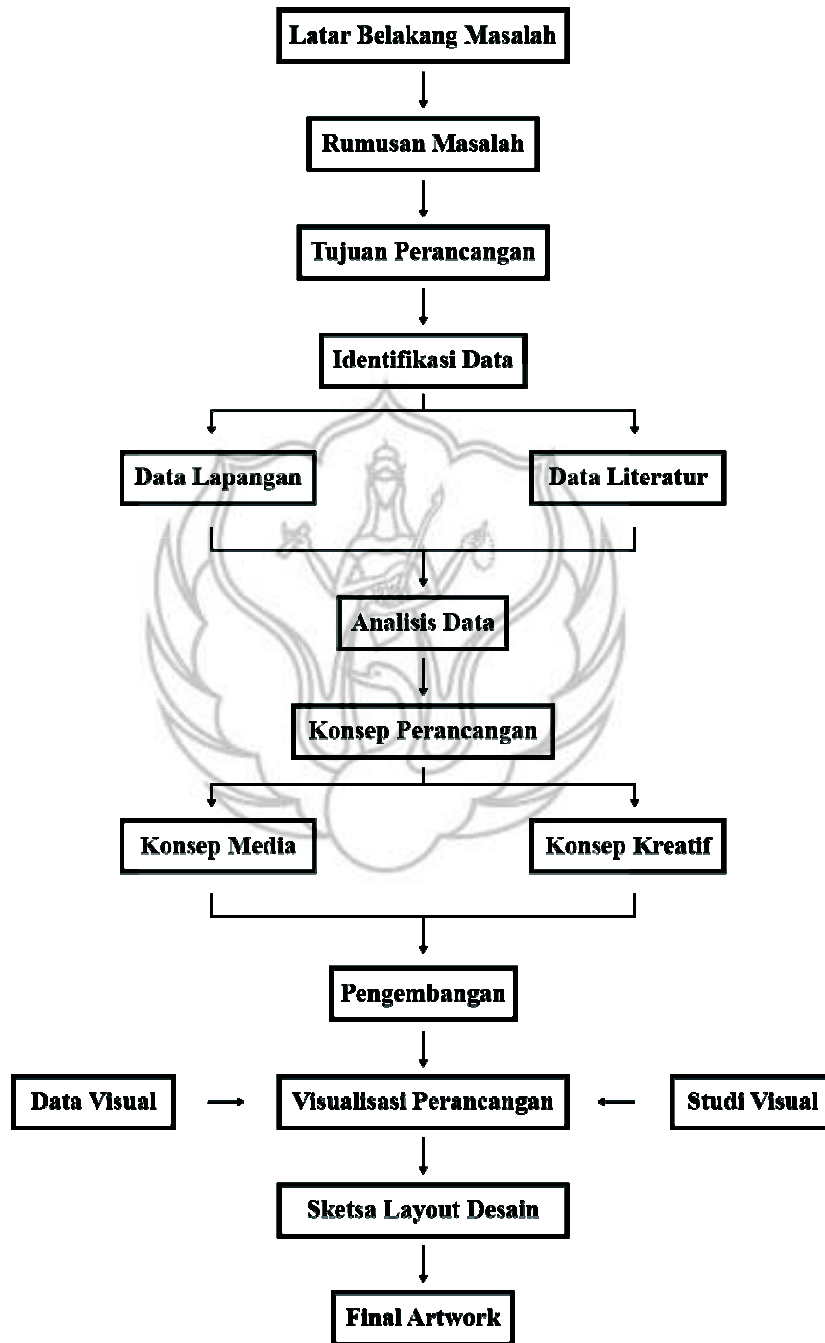 Latar Belakang Masalah
Rumusan Masalah
Tujuan Perancangan
Identifikasi Data
Data Lapangan
Data Literatur
Analisis Data
Konsep Perancangan
Konsep Media
Konsep Kreatif
Pengembangan
Data Visual
Visualisasi Perancangan
Studi Visual
Sketsa Layout Desain
Final Artwork